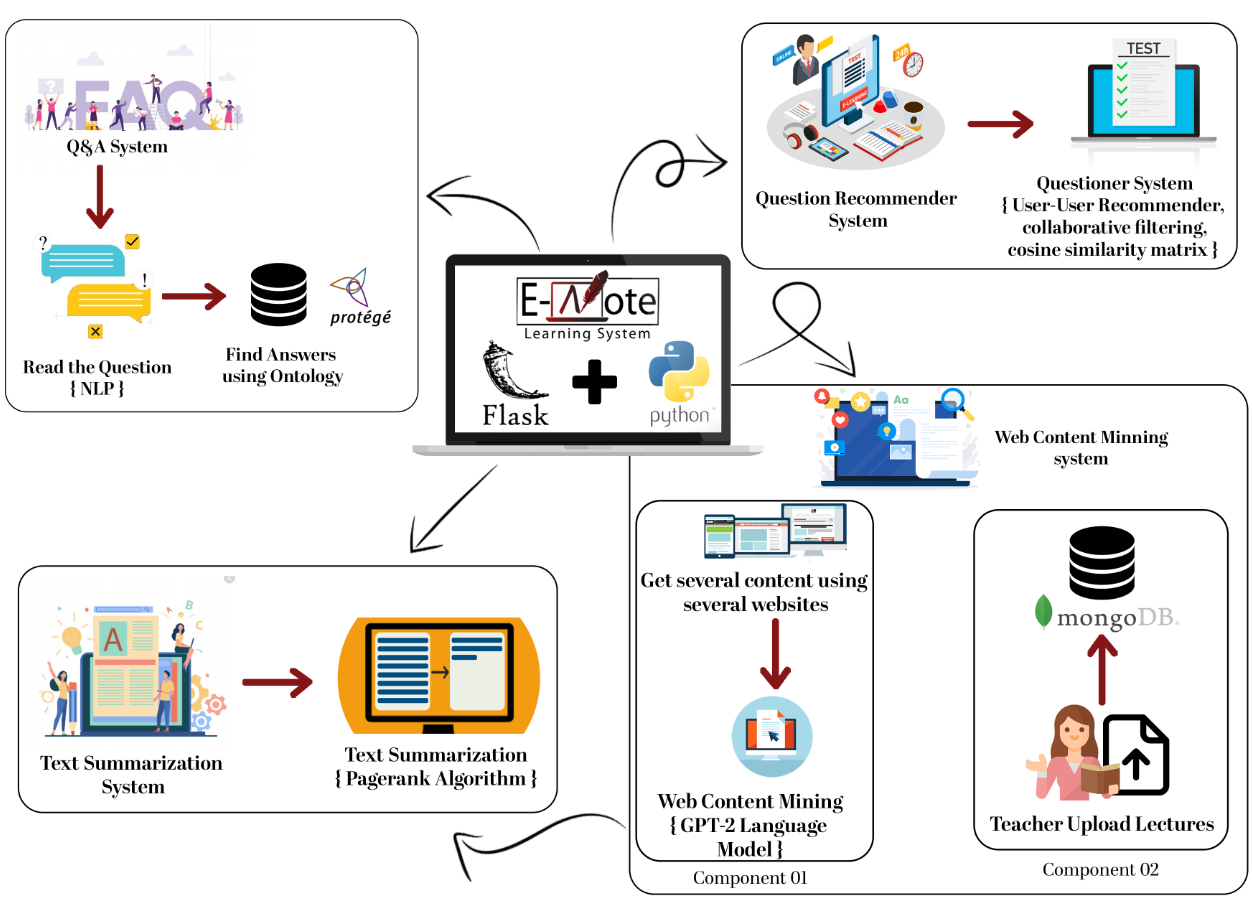 FAQ
?
Q&A System
?
!
Read the Question
{ NLP }
protégé
Find Answers
using Ontology
ONLINE
TEST
24h
E-LEARNING
Question Recommender
System
TEST
Questioner System
{ User-User Recommender,
collaborative filtering,
cosine similarity matrix }
E-Note
Learning System
Flask
python
Aa
Web Content Minning
system
Get several content using
several websites
Web Content Mining
{ GPT-2 Language
Model }
Component 01
mongoDB.
Teacher Upload Lectures
Component 02
A
B
C
A
Text Summarization
System
Text Summarization
{ Pagerank Algorithm }